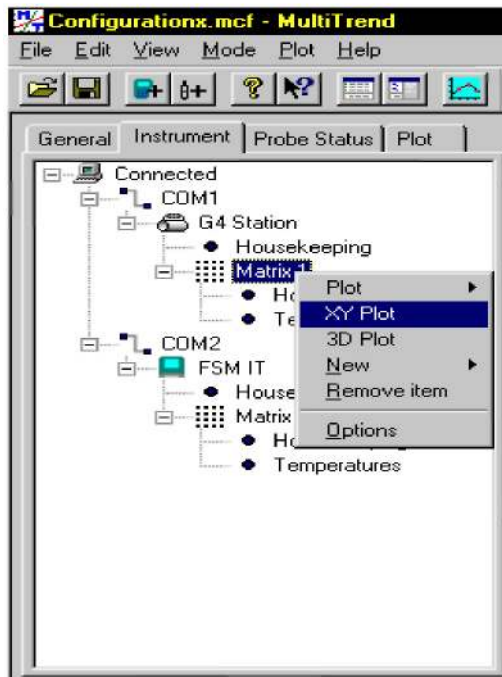 Configurationx.mcf - MultiTrend
File Edit View Mode Plot Help
General Instrument Probe Status Plot
Connected
COM1
G4 Station
Housekeeping
Matrix 1
Plot
XY Plot
3D Plot
New
Remove item
Options
COM2
FSM IT
Matrix
Temperatures